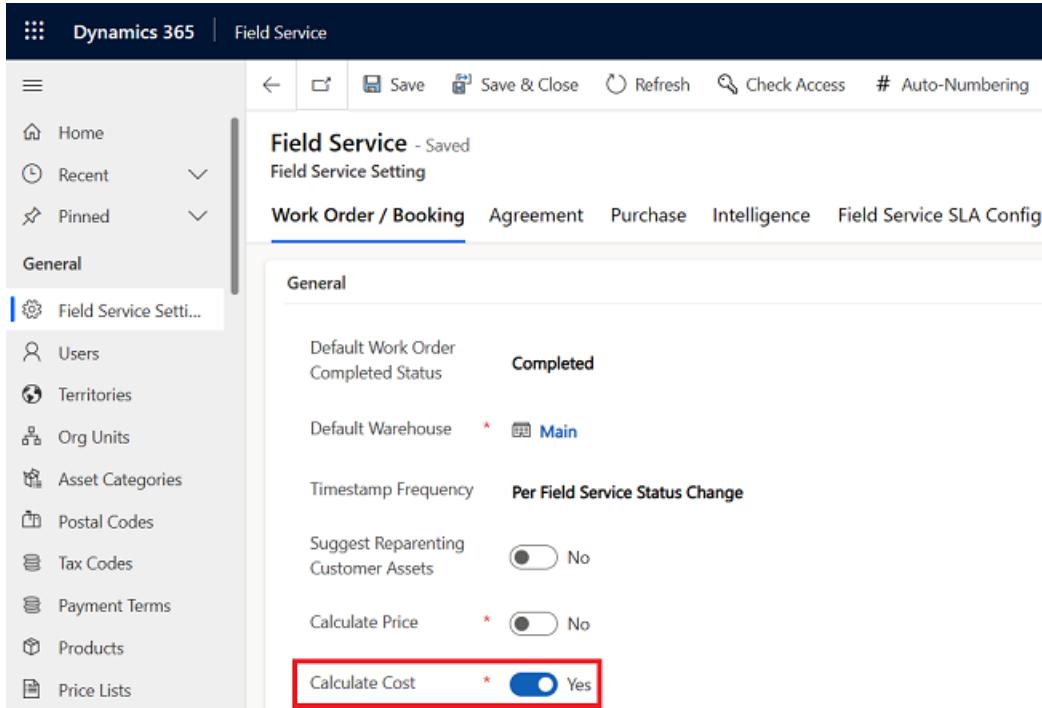 Dynamics 365 Field Service
Save Save & Close Refresh Check Access # Auto-Numbering
Home
Recent
Pinned
General
Field Service Setti...
Users
Territories
Org Units
Asset Categories
Postal Codes
Tax Codes
Payment Terms
Products
Price Lists
Field Service - Saved
Field Service Setting
Work Order / Booking Agreement Purchase Intelligence Field Service SLA Config
General
Default Work Order
Completed Status
Completed
Default Warehouse * Main
Timestamp Frequency Per Field Service Status Change
Suggest Reparenting
Customer Assets
No
Calculate Price * No
Calculate Cost * Yes